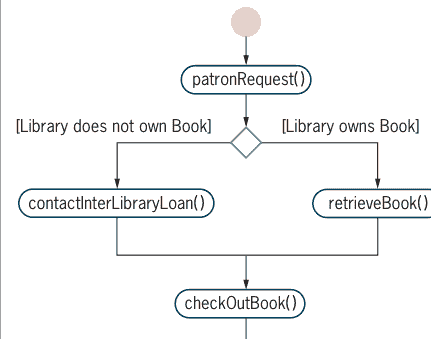 patronRequest()
[Library does not own Book]
[Library owns Book]
contactInterLibraryLoan()
retrieveBook()
checkOutBook()